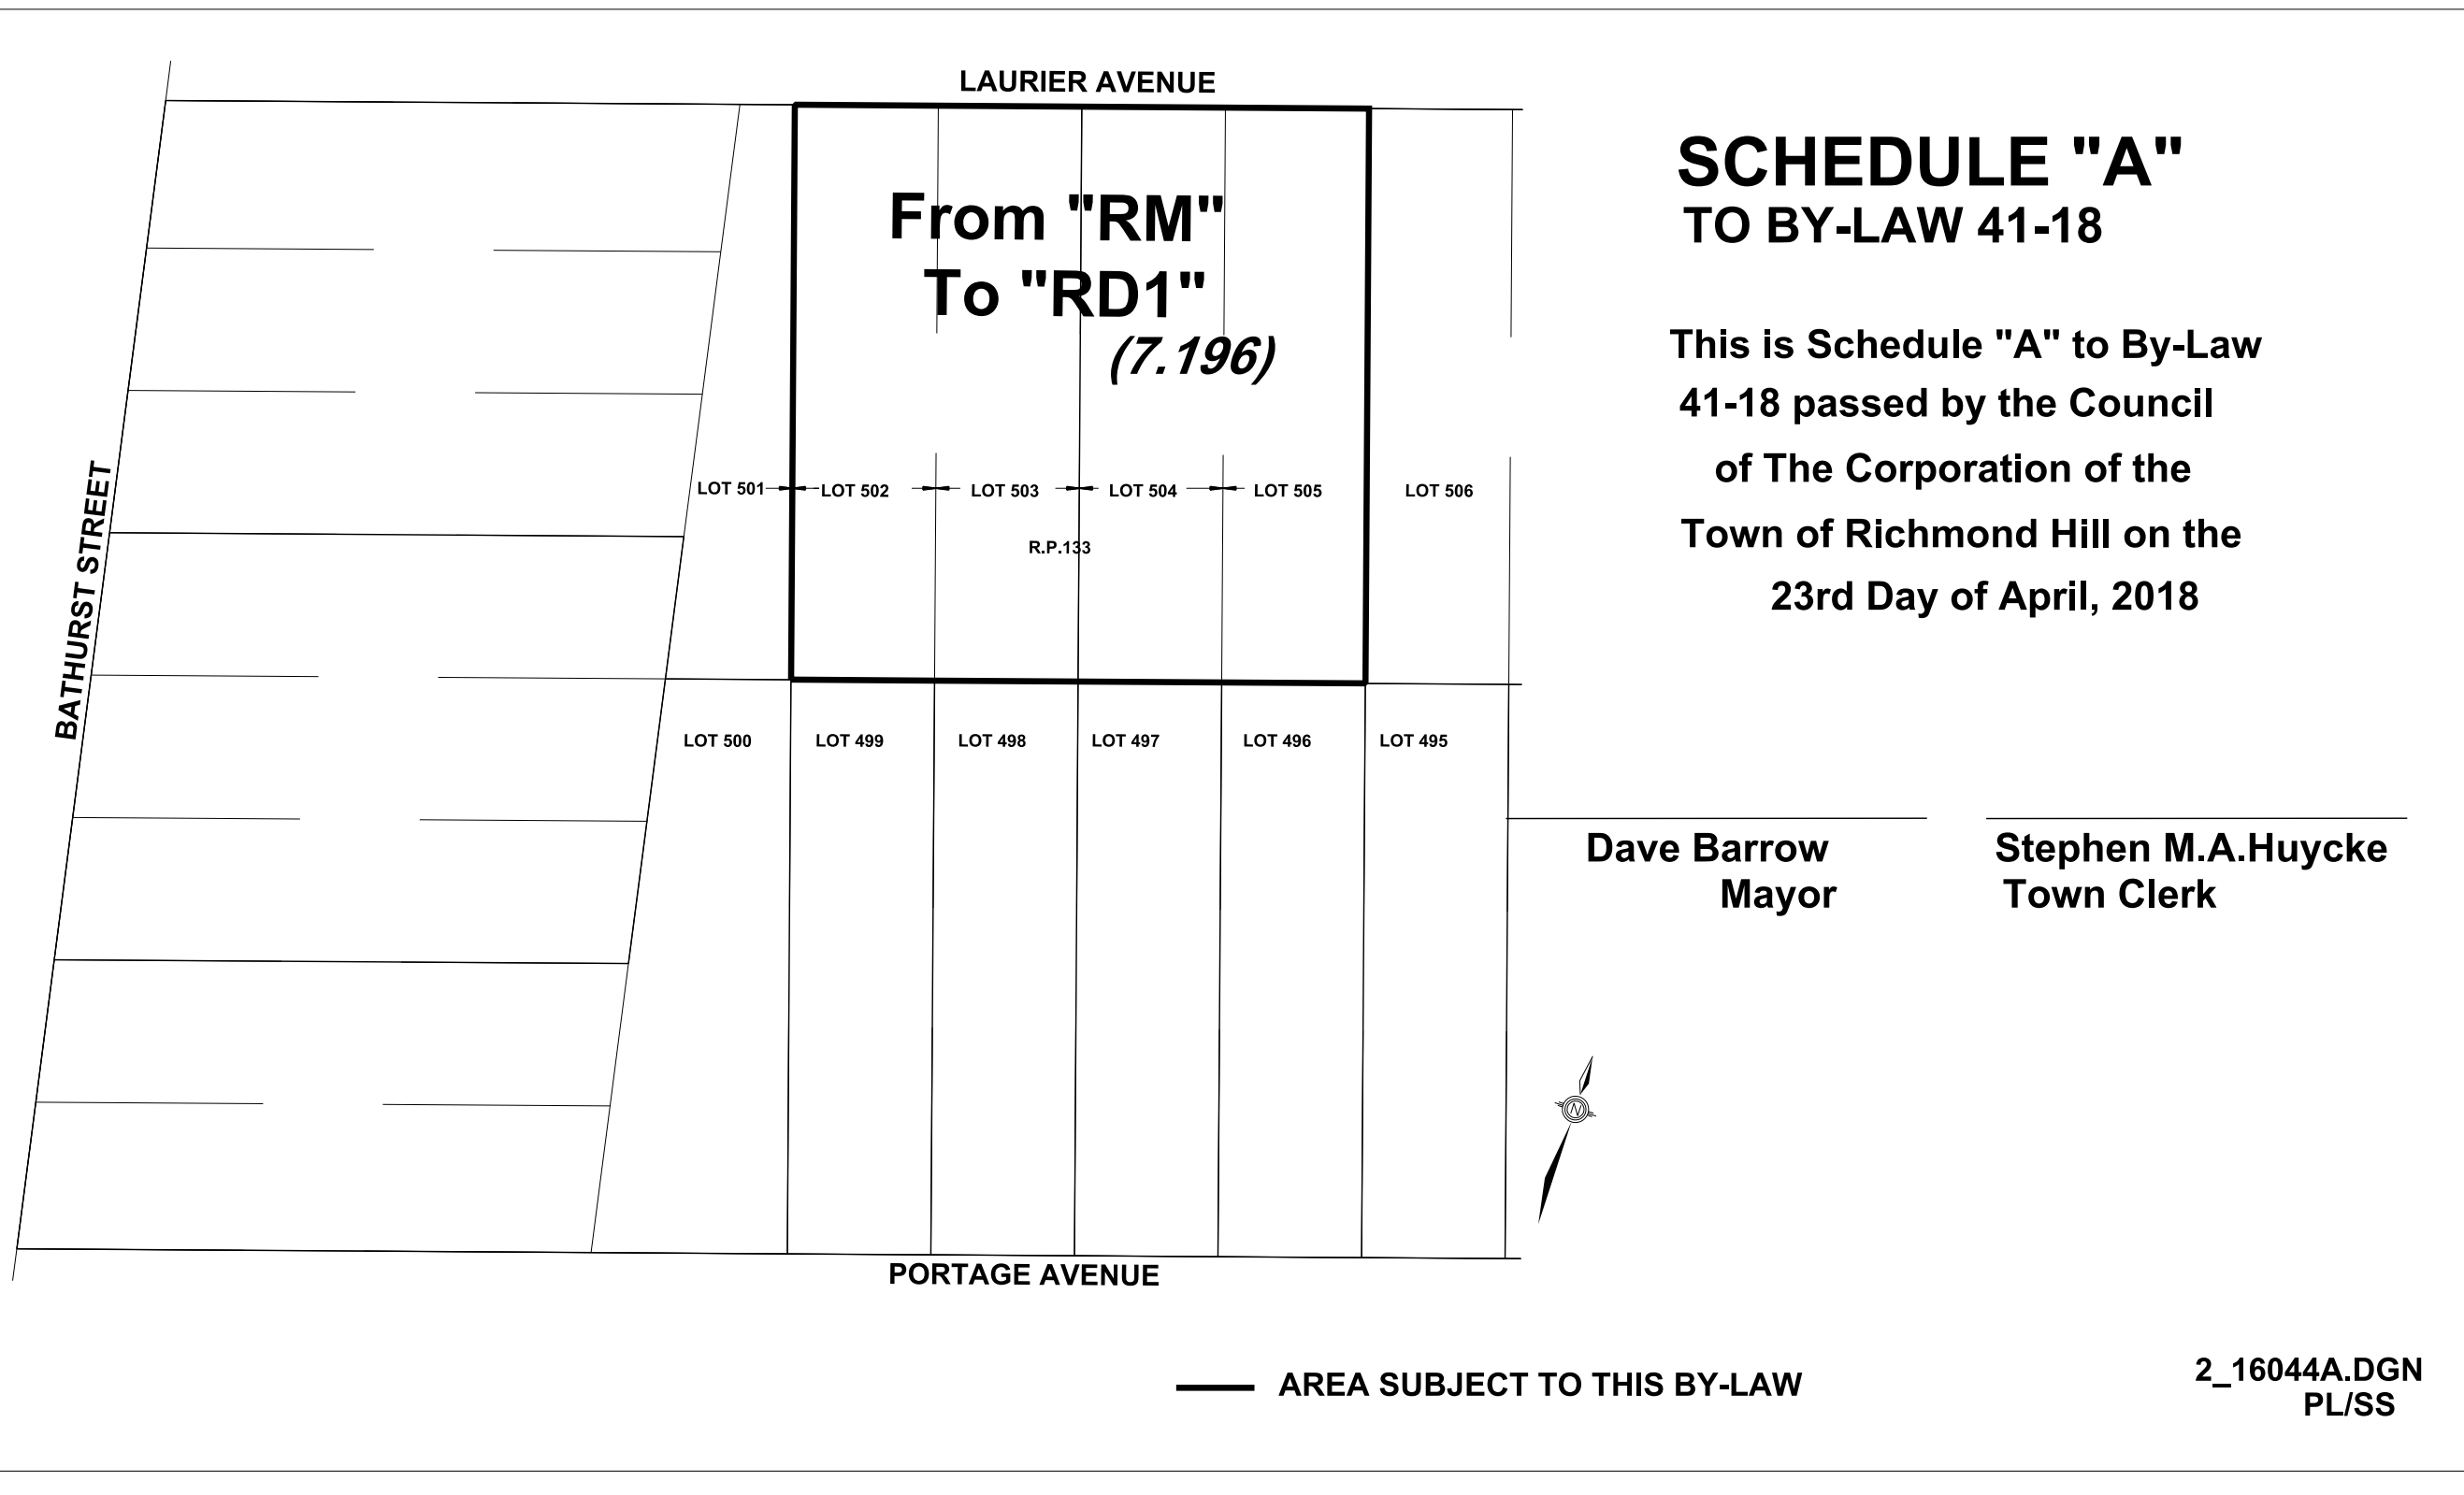 LAURIER AVENUE
From "RM"
To "RD1"
(7.196)
BATHURST STREET
LOT 501
LOT 502
LOT 503
LOT 504
LOT 505
LOT 506
R.P.133
LOT 500
LOT 499
LOT 498
LOT 497
LOT 496
LOT 495
PORTAGE AVENUE
SCHEDULE "A"
TO BY-LAW 41-18
This is Schedule "A" to By-Law
41-18 passed by the Council
of The Corporation of the
Town of Richmond Hill on the
23rd Day of April, 2018
Dave Barrow
Mayor
Stephen M.A.Huycke
Town Clerk
N
AREA SUBJECT TO THIS BY-LAW
2_16044A.DGN
PL/SS